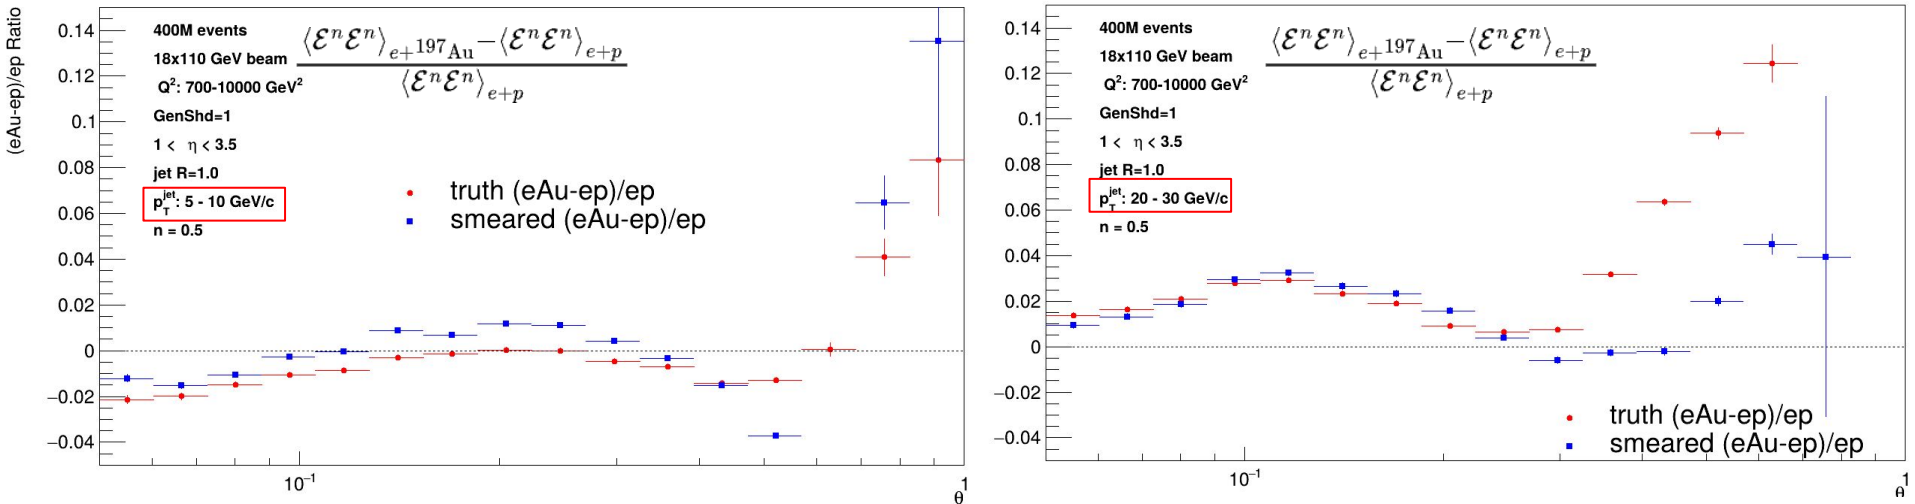 (eAu-ep)/ep Ratio
0.14
0.12
0.1
0.08
0.06
0.04
0.02
0
−0.02
−0.04
400M events
18x110 GeV beam
Q²: 700-10000 GeV²
GenShd=1
1 < η < 3.5
jet R=1.0
p_T^jet: 5 - 10 GeV/c
n = 0.5
⟨ℰⁿℰⁿ⟩_{e+¹⁹⁷Au} − ⟨ℰⁿℰⁿ⟩_{e+p}
⟨ℰⁿℰⁿ⟩_{e+p}
truth (eAu-ep)/ep
smeared (eAu-ep)/ep
10⁻¹
1
θ
0.14
0.12
0.1
0.08
0.06
0.04
0.02
0
−0.02
−0.04
400M events
18x110 GeV beam
Q²: 700-10000 GeV²
GenShd=1
1 < η < 3.5
jet R=1.0
p_T^jet: 20 - 30 GeV/c
n = 0.5
⟨ℰⁿℰⁿ⟩_{e+¹⁹⁷Au} − ⟨ℰⁿℰⁿ⟩_{e+p}
⟨ℰⁿℰⁿ⟩_{e+p}
truth (eAu-ep)/ep
smeared (eAu-ep)/ep
10⁻¹
1
θ